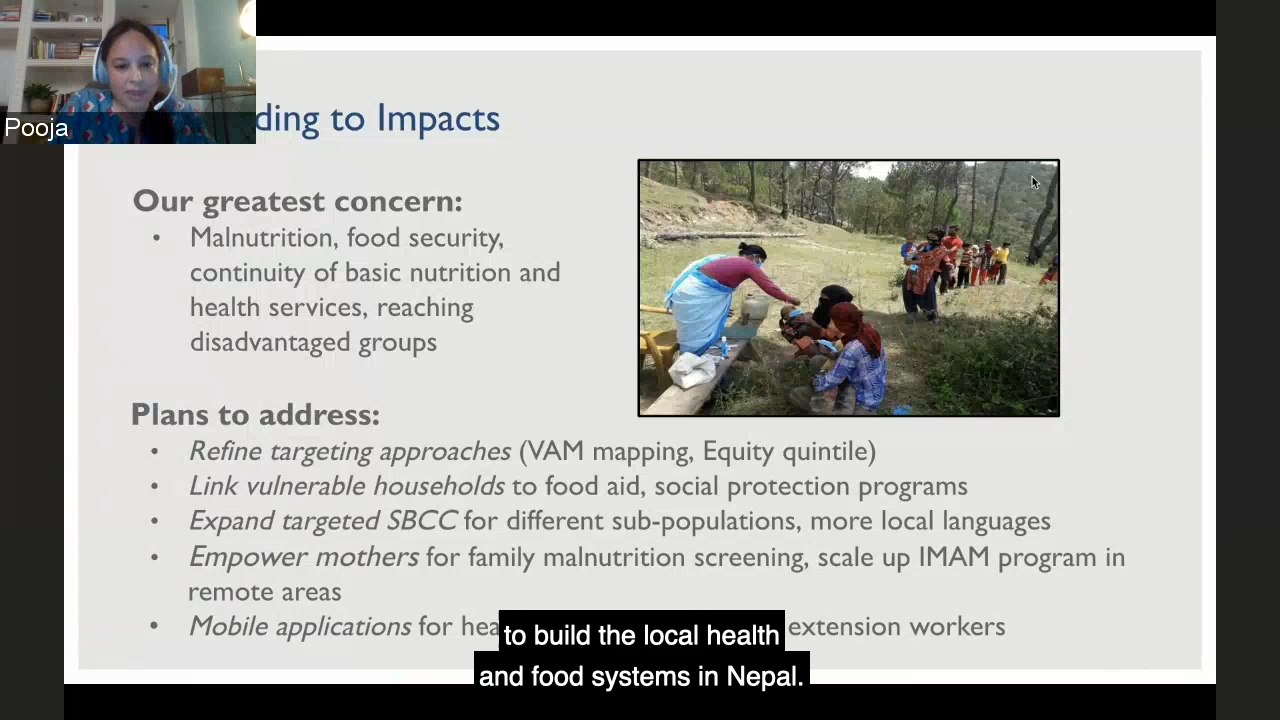 Pooja
ding to Impacts
Our greatest concern:
• Malnutrition, food security,
continuity of basic nutrition and
health services, reaching
disadvantaged groups
Plans to address:
• Refine targeting approaches (VAM mapping, Equity quintile)
• Link vulnerable households to food aid, social protection programs
• Expand targeted SBCC for different sub-populations, more local languages
• Empower mothers for family malnutrition screening, scale up IMAM program in
remote areas
• Mobile applications for hea extension workers
to build the local health
and food systems in Nepal.